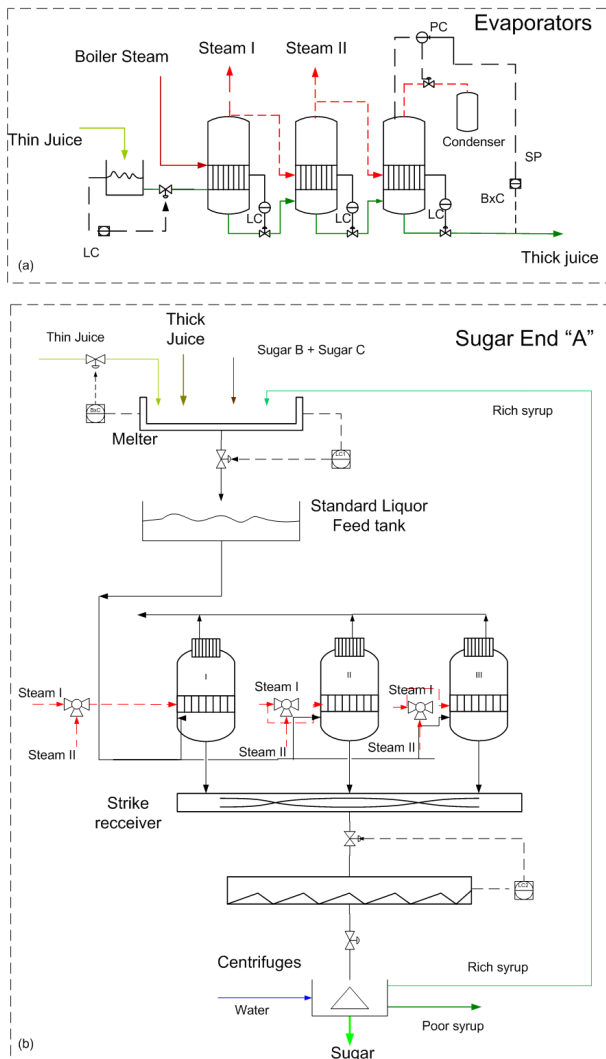 Evaporators
PC
Steam I
Steam II
Boiler Steam
Thin Juice
Condenser
SP
BxC
LC
LC
LC
LC
Thick juice
(a)
Sugar End “A”
Thin Juice
Thick
Juice
Sugar B + Sugar C
Rich syrup
BxC
LC1
Melter
Standard Liquor
Feed tank
I
II
III
Steam I
Steam I
Steam I
Steam II
Steam II
Steam II
Strike
recceiver
LC2
Centrifuges
Rich syrup
Water
Poor syrup
Sugar
(b)